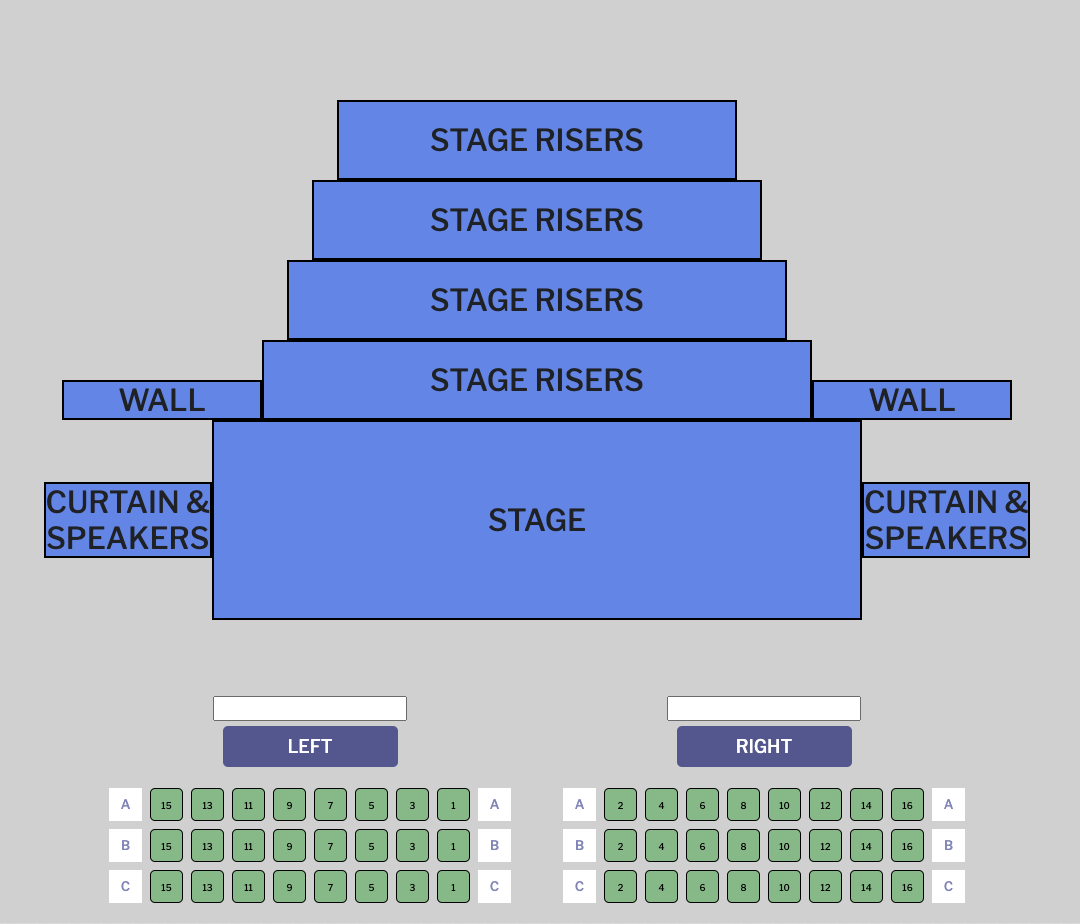 STAGE RISERS
STAGE RISERS
STAGE RISERS
STAGE RISERS
WALL WALL
CURTAIN & SPEAKERS
STAGE
CURTAIN & SPEAKERS
LEFT RIGHT
A 15 13 11 9 7 5 3 1 A A 2 4 6 8 10 12 14 16 A
B 15 13 11 9 7 5 3 1 B B 2 4 6 8 10 12 14 16 B
C 15 13 11 9 7 5 3 1 C C 2 4 6 8 10 12 14 16 C